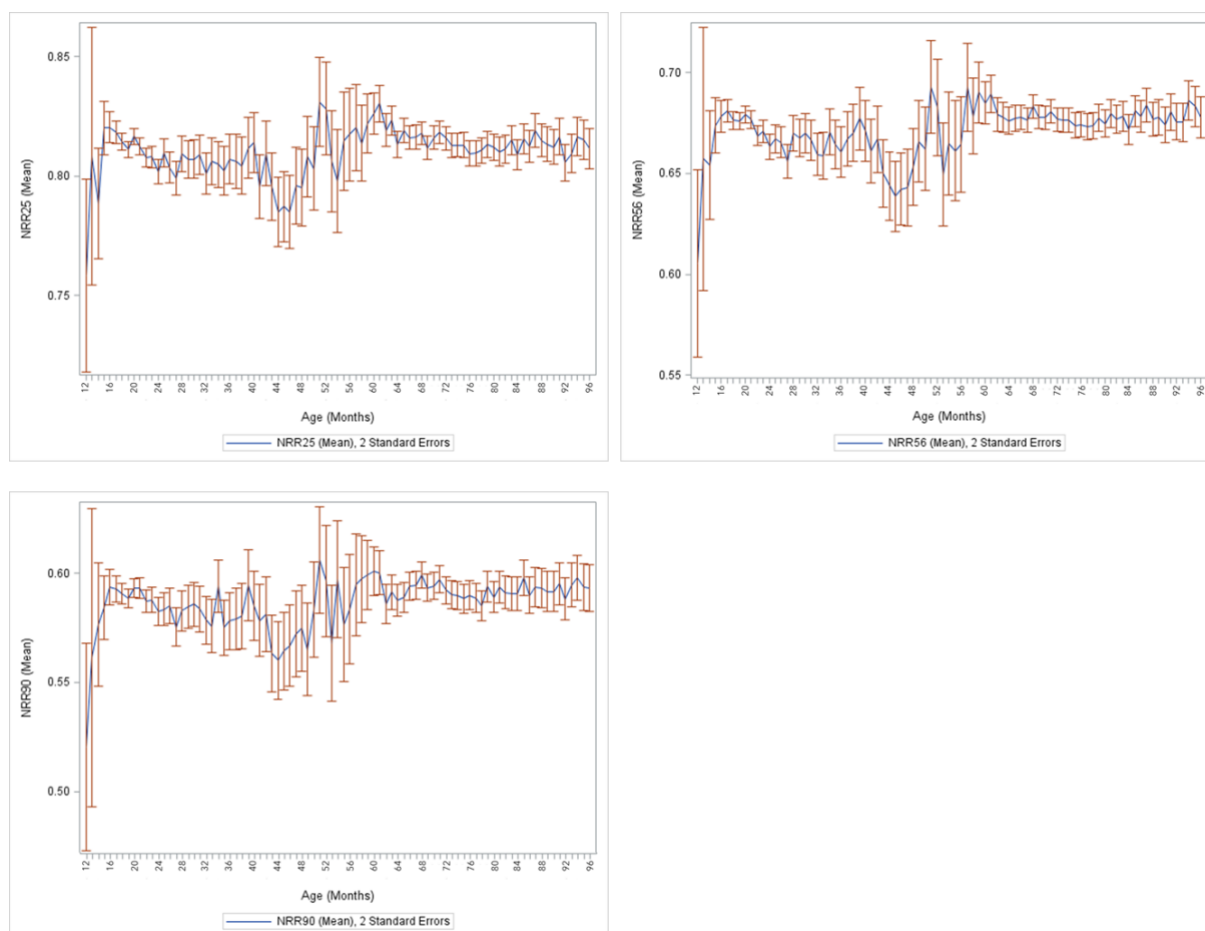 0.85
0.80
0.75
NRR25 (Mean)
12 16 20 24 28 32 36 40 44 48 52 56 60 64 68 72 76 80 84 88 92 96
Age (Months)
NRR25 (Mean), 2 Standard Errors
0.70
0.65
0.60
0.55
NRR56 (Mean)
12 16 20 24 28 32 36 40 44 48 52 56 60 64 68 72 76 80 84 88 92 96
Age (Months)
NRR56 (Mean), 2 Standard Errors
0.60
0.55
0.50
NRR90 (Mean)
12 16 20 24 28 32 36 40 44 48 52 56 60 64 68 72 76 80 84 88 92 96
Age (Months)
NRR90 (Mean), 2 Standard Errors